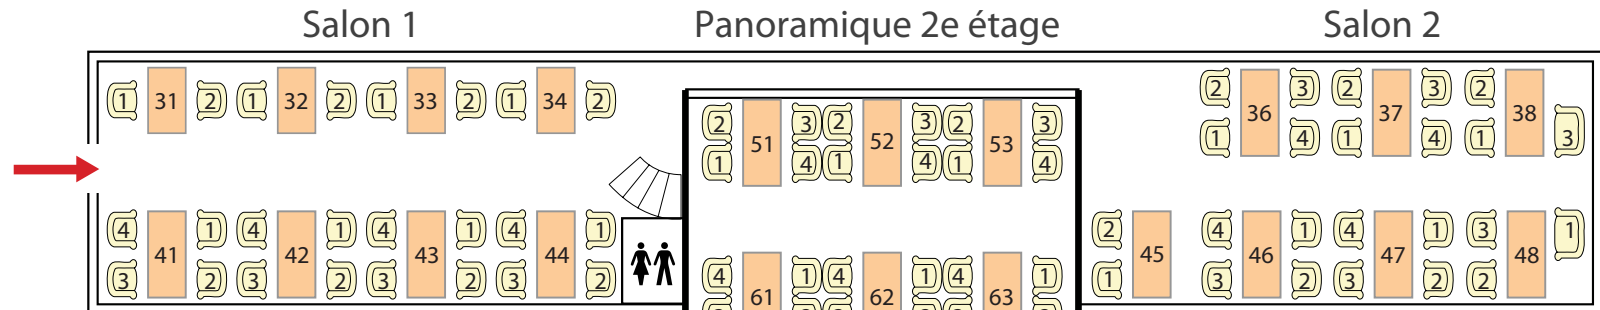 Salon 1 Panoramique 2e étage Salon 2
2 3 2 3 2
1 31 2 1 32 2 1 33 2 1 34 2 36 37 38
2 3 2 3 2 3
1 4 1 4 1 3
51 52 53
1 4 1 4 1 4
4 1 4 1 4 1 4 1 2 4 1 4 1 3 1
41 42 43 44 45 46 47 48
3 2 3 2 3 2 3 2 1 3 2 3 2 2
4 1 4 1 4 1
61 62 63